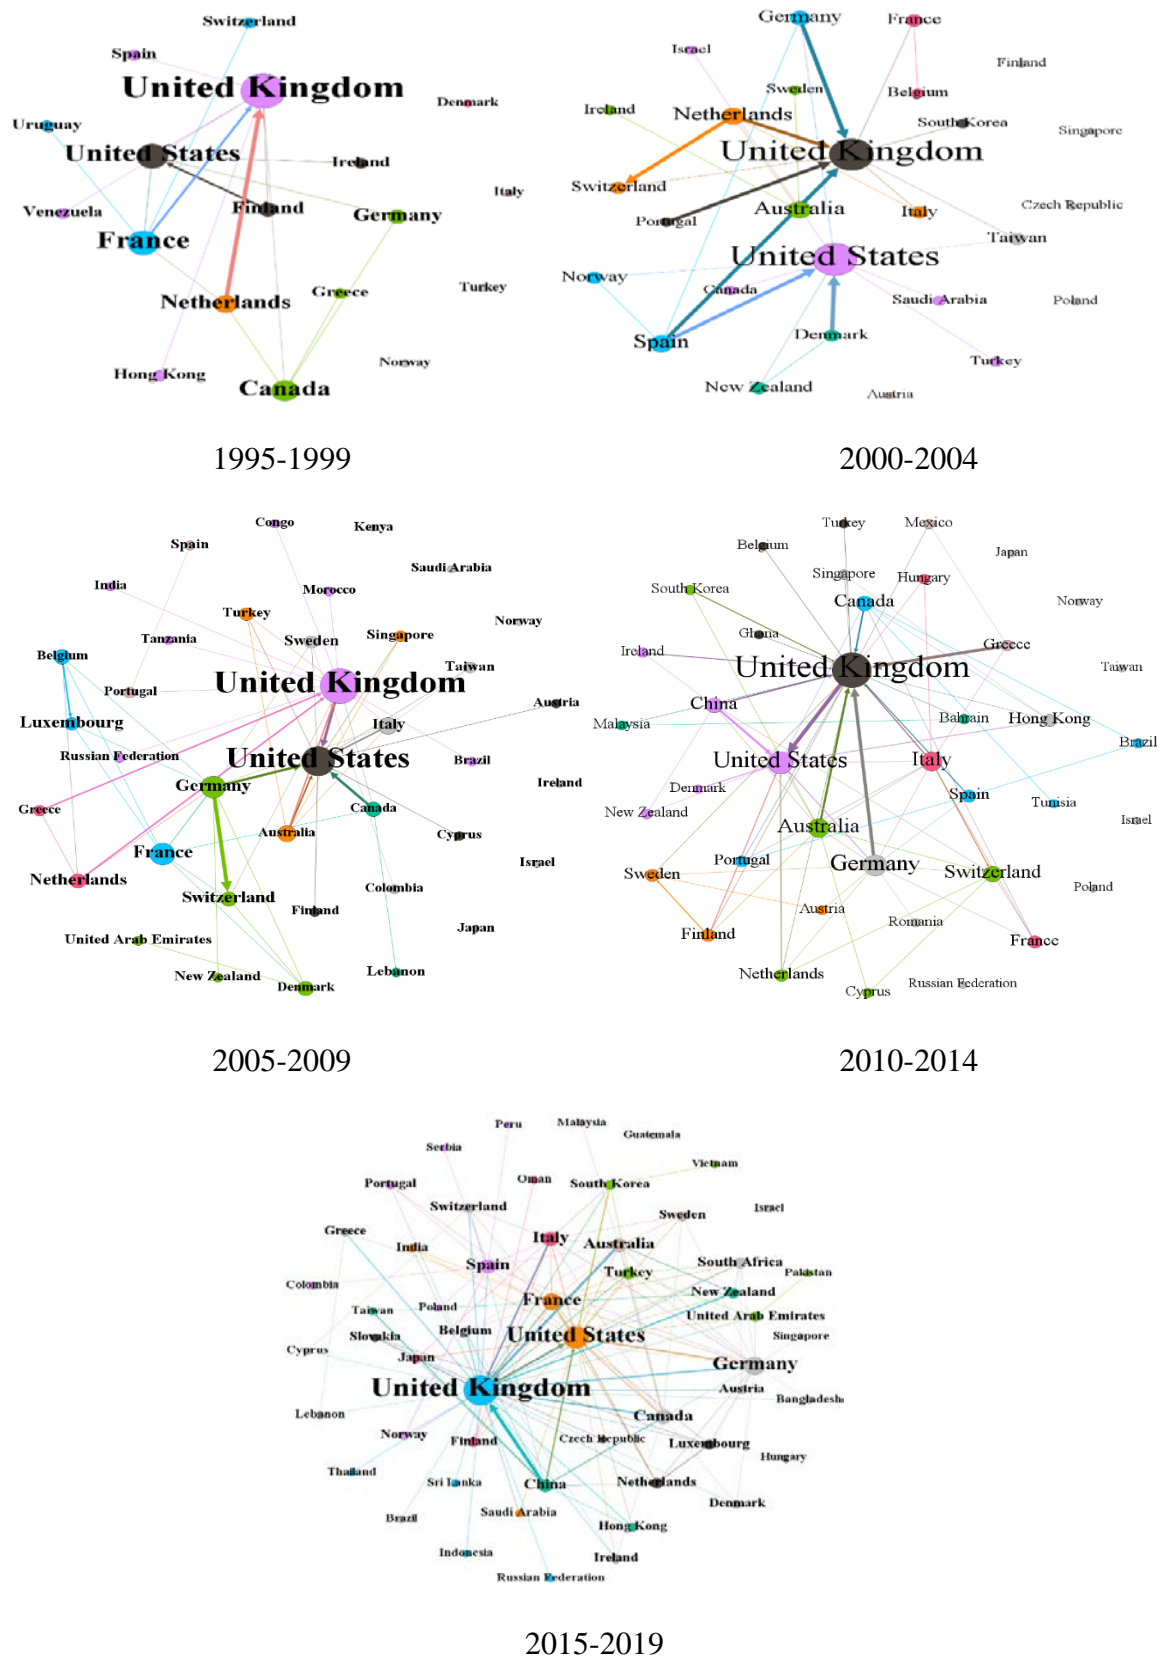 Switzerland
Spain
United Kingdom
Denmark
Uruguay
United States
Ireland
Italy
Venezuela
Finland
Germany
France
Netherlands
Greece
Turkey
Hong Kong
Norway
Canada
1995-1999
Germany
France
Israel
Finland
Sweden
Belgium
Ireland
Netherlands
South Korea
Singapore
United Kingdom
Switzerland
Portugal
Australia
Italy
Czech Republic
Taiwan
United States
Norway
Canada
Saudi Arabia
Poland
Spain
Denmark
Turkey
New Zealand
Austria
2000-2004
Congo
Kenya
Spain
Saudi Arabia
India
Morocco
Turkey
Norway
Tanzania
Sweden
Singapore
Belgium
Taiwan
United Kingdom
Portugal
Austria
Luxembourg
Italy
Russian Federation
United States
Brazil
Germany
Ireland
Greece
Canada
Australia
Cyprus
France
Israel
Netherlands
Switzerland
Colombia
Finland
Japan
United Arab Emirates
New Zealand
Lebanon
Denmark
2005-2009
Turkey
Mexico
Belgium
Japan
Singapore
Hungary
South Korea
Canada
Norway
Ghana
Greece
Ireland
United Kingdom
Taiwan
China
Malaysia
Bahrain
Hong Kong
Brazil
United States
Italy
Denmark
Spain
Tunisia
New Zealand
Australia
Israel
Portugal
Germany
Sweden
Switzerland
Poland
Austria
Romania
Finland
France
Netherlands
Russian Federation
Cyprus
2010-2014
Peru
Malaysia
Guatemala
Serbia
Vietnam
Portugal
Oman
South Korea
Switzerland
Sweden
Israel
Greece
Italy
Australia
India
Spain
Turkey
South Africa
Pakistan
Colombia
New Zealand
Taiwan
Poland
France
United Arab Emirates
Slovakia
Belgium
United States
Singapore
Cyprus
Japan
Germany
United Kingdom
Austria
Bangladesh
Lebanon
Canada
Norway
Finland
Czech Republic
Luxembourg
Hungary
Thailand
Sri Lanka
China
Netherlands
Brazil
Saudi Arabia
Denmark
Hong Kong
Indonesia
Ireland
Russian Federation
2015-2019